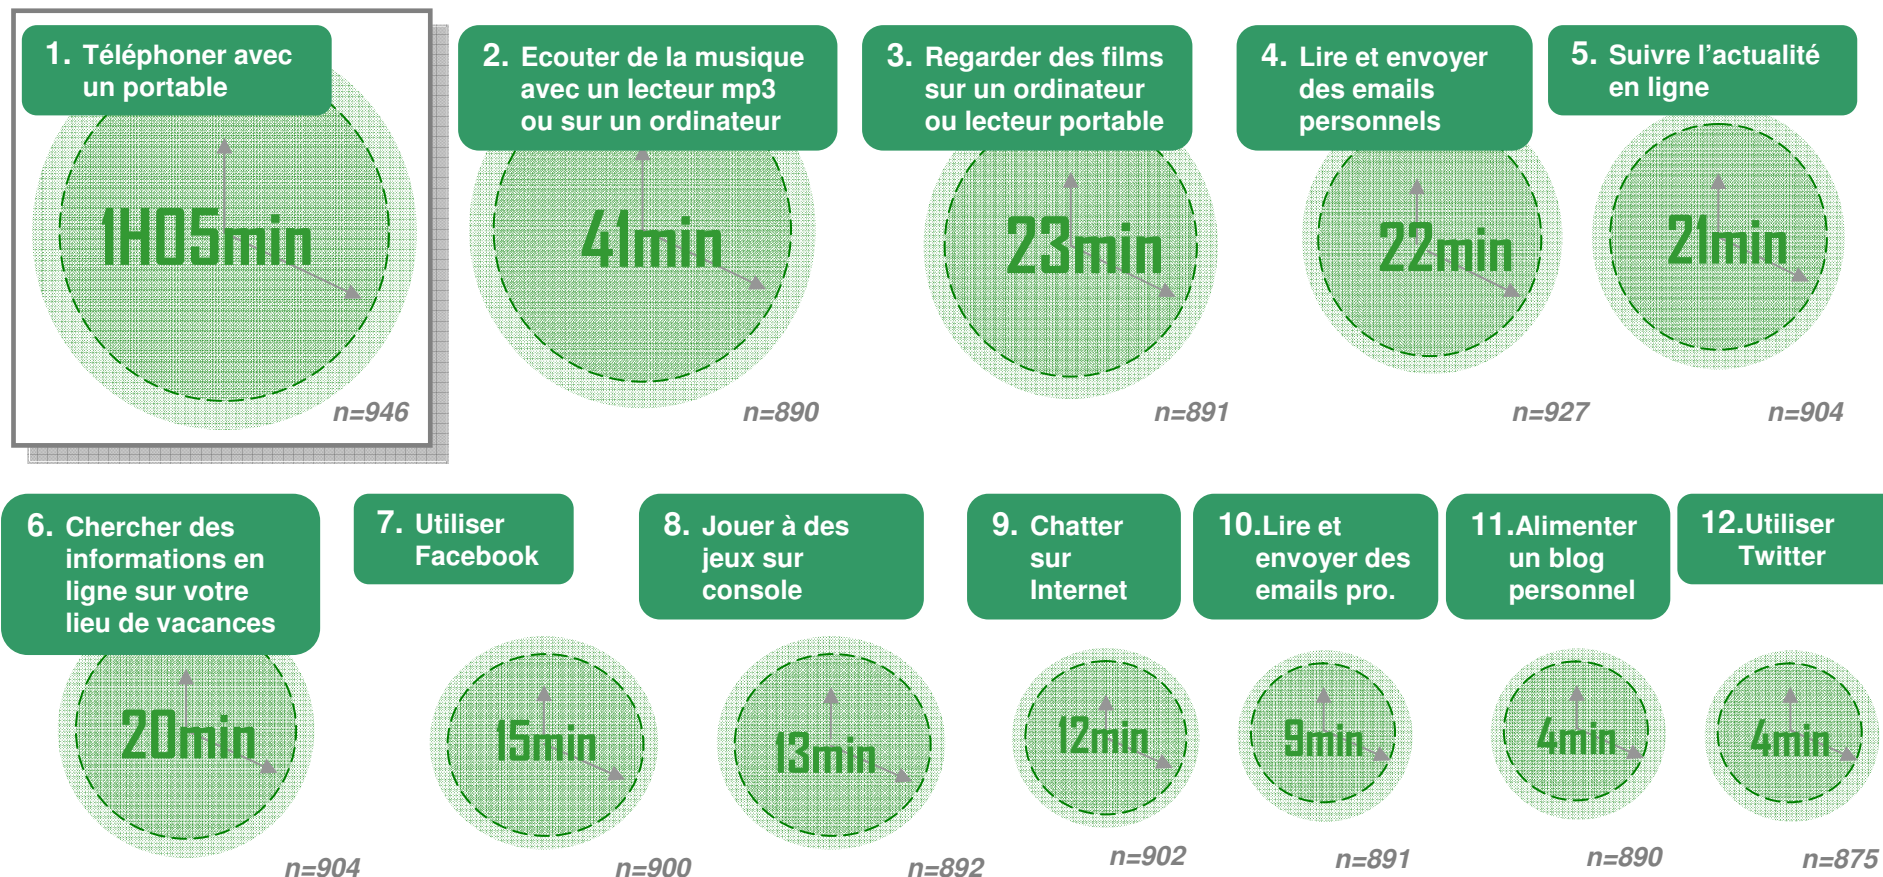 1. Téléphoner avec
un portable
1H05min
n=946
2. Ecouter de la musique
avec un lecteur mp3
ou sur un ordinateur
41min
n=890
3. Regarder des films
sur un ordinateur
ou lecteur portable
23min
n=891
4. Lire et envoyer
des emails
personnels
22min
n=927
5. Suivre l’actualité
en ligne
21min
n=904
6. Chercher des
informations en
ligne sur votre
lieu de vacances
20min
n=904
7. Utiliser
Facebook
15min
n=900
8. Jouer à des
jeux sur
console
13min
n=892
9. Chatter
sur
Internet
12min
n=902
10.Lire et
envoyer des
emails pro.
9min
n=891
11.Alimenter
un blog
personnel
4min
n=890
12.Utiliser
Twitter
4min
n=875